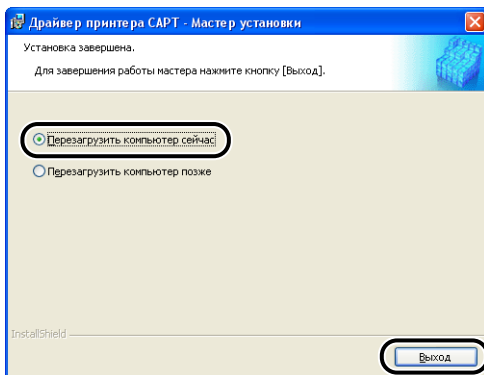 Драйвер принтера CAPT - Мастер установки
Установка завершена.
Для завершения работы мастера нажмите кнопку [Выход].
Перезагрузить компьютер сейчас
Перезагрузить компьютер позже
InstallShield
Выход